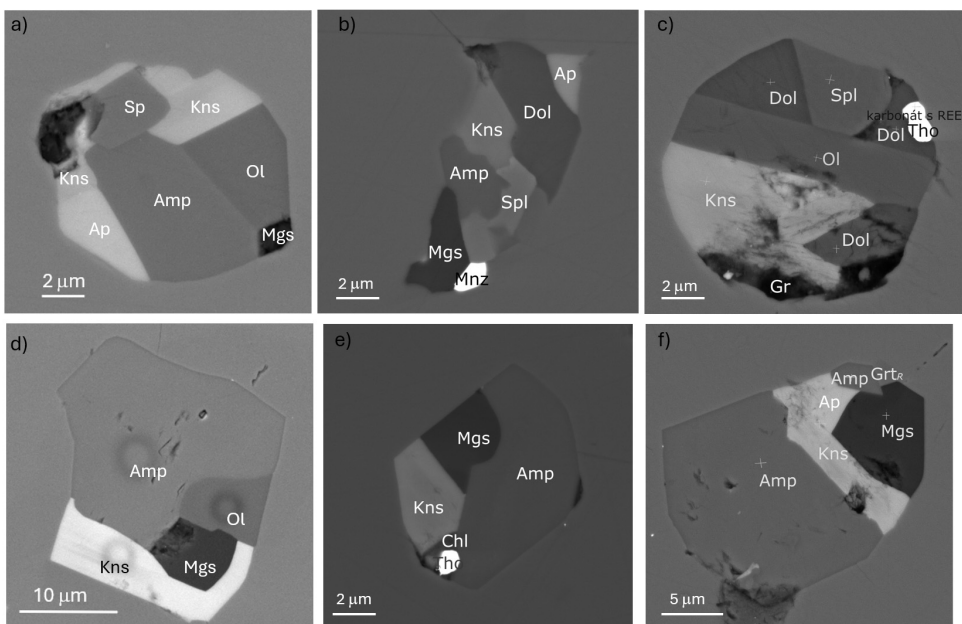 a)
Sp
Kns
Ol
Kns
Amp
Ap
Mgs
2 µm
b)
Ap
Dol
Kns
Amp
Spl
Mgs
Mnz
2 µm
c)
Dol
Spl
karbonát s REE
Dol
Tho
Ol
Kns
Dol
Gr
2 µm
d)
Amp
Ol
Kns
Mgs
10 µm
e)
Mgs
Amp
Kns
Chl
Tho
2 µm
f)
Amp
Grt_R
Ap
Mgs
Kns
Amp
5 µm